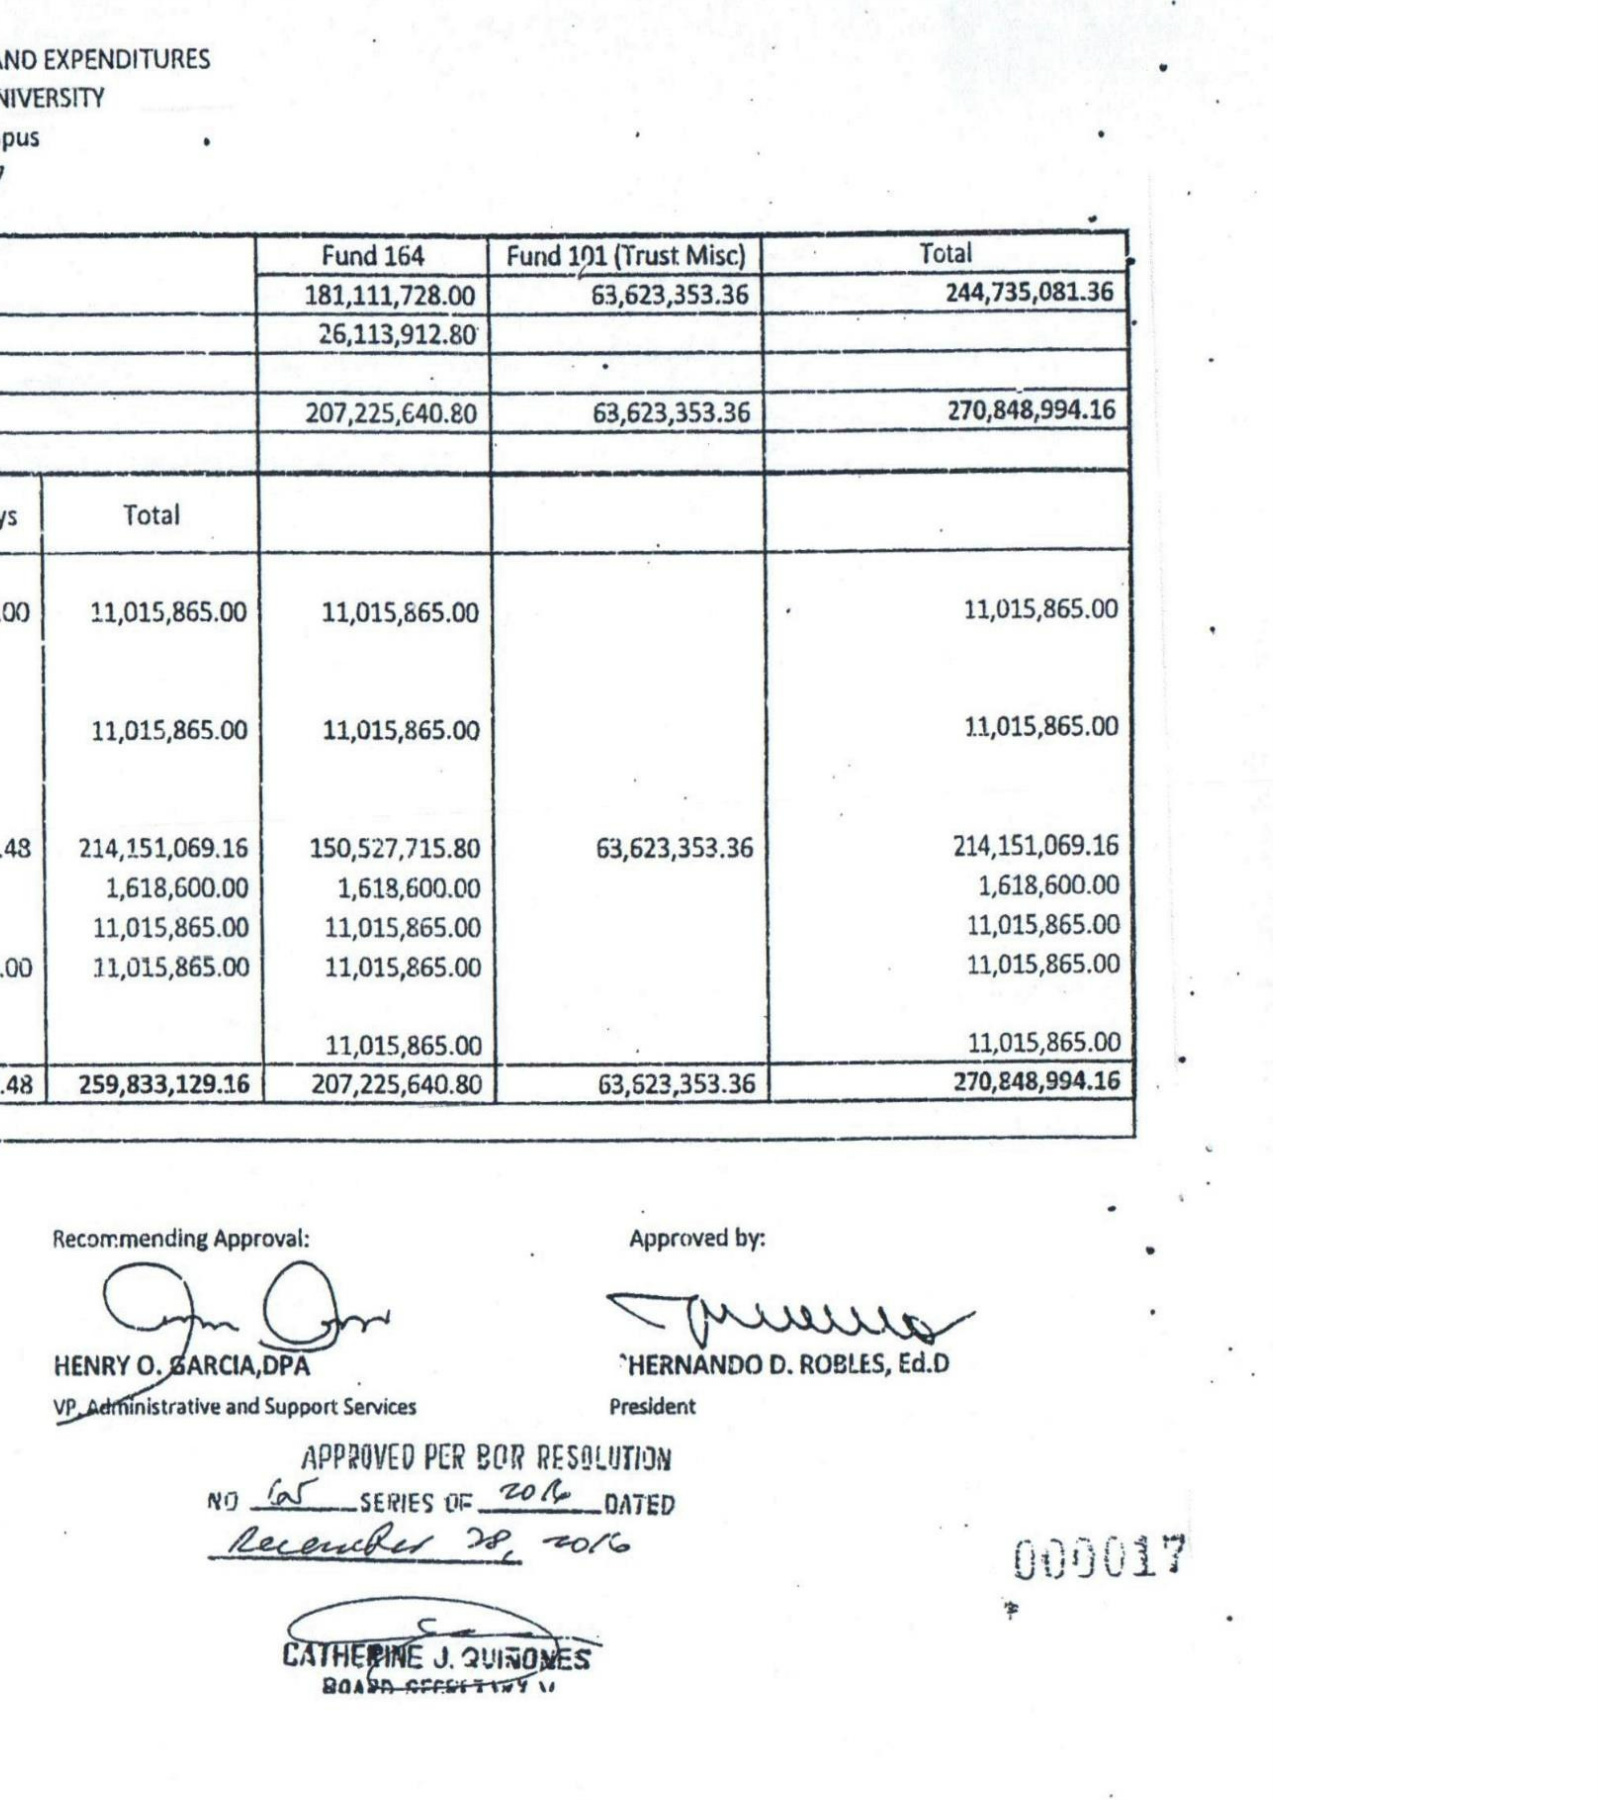 AND EXPENDITURES
NIVERSITY
pus
7
Fund 164 Fund 101 (Trust Misc) Total
181,111,728.00 63,623,353.36 244,735,081.36
26,113,912.80
207,225,640.80 63,623,353.36 270,848,994.16
ys Total
00 11,015,865.00 11,015,865.00 11,015,865.00
11,015,865.00 11,015,865.00 11,015,865.00
.48 214,151,069.16 150,527,715.80 63,623,353.36 214,151,069.16
1,618,600.00 1,618,600.00 1,618,600.00
11,015,865.00 11,015,865.00 11,015,865.00
.00 11,015,865.00 11,015,865.00 11,015,865.00
11,015,865.00 11,015,865.00
.48 259,833,129.16 207,225,640.80 63,623,353.36 270,848,994.16
Recommending Approval: Approved by:
HENRY O. GARCIA,DPA HERNANDO D. ROBLES, Ed.D
VP, Administrative and Support Services President
APPROVED PER BOR RESOLUTION
NO SERIES OF 2016 DATED
December 28, 2016
000017
CATHERINE J. QUIÑONES
BOARD SECRETARY V